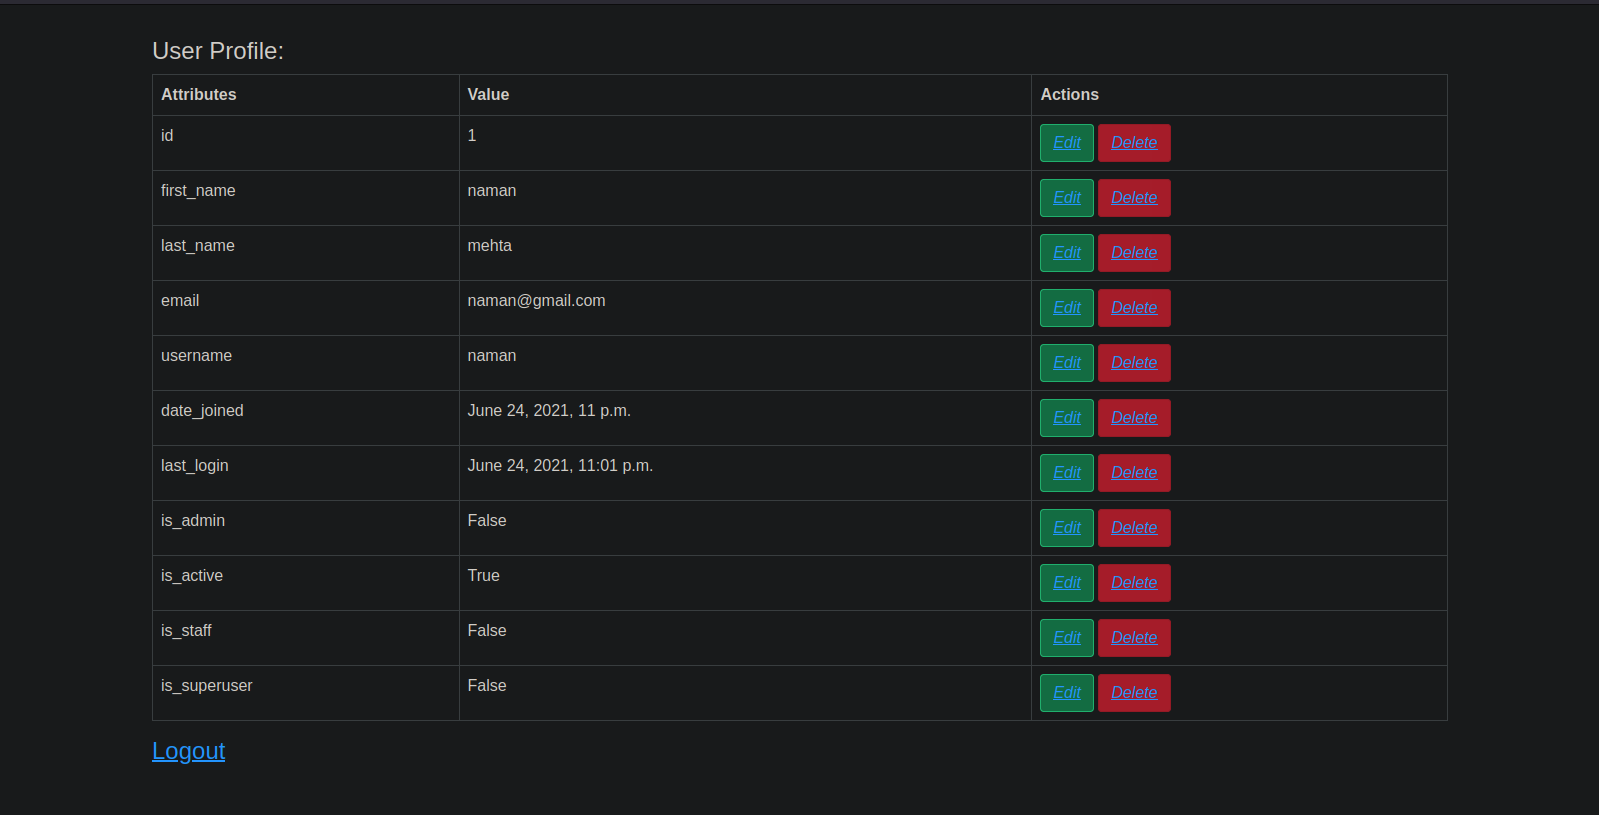 User Profile:
Attributes Value Actions
id 1 Edit Delete
first_name naman Edit Delete
last_name mehta Edit Delete
email naman@gmail.com Edit Delete
username naman Edit Delete
date_joined June 24, 2021, 11 p.m. Edit Delete
last_login June 24, 2021, 11:01 p.m. Edit Delete
is_admin False Edit Delete
is_active True Edit Delete
is_staff False Edit Delete
is_superuser False Edit Delete
Logout